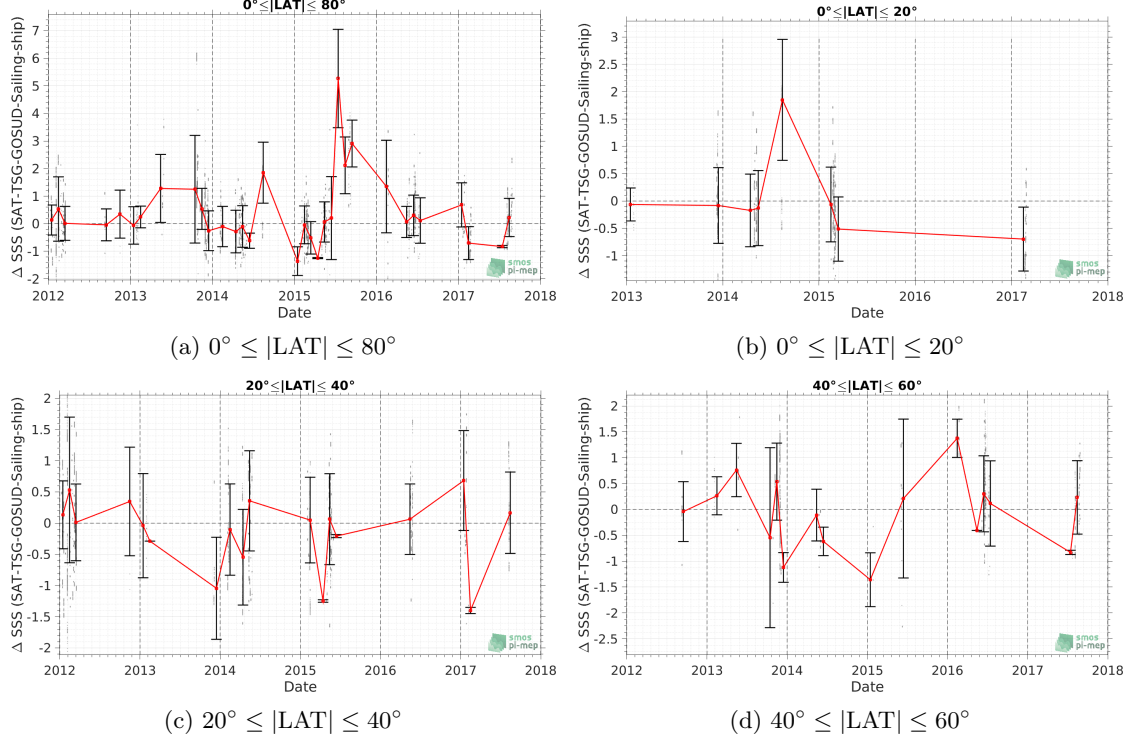 0°≤|LAT|≤ 80°
Δ SSS (SAT-TSG-GOSUD-Sailing-ship)
7
6
5
4
3
2
1
0
-1
-2
2012 2013 2014 2015 2016 2017 2018
Date
smos
pi-mep
(a) 0° ≤ |LAT| ≤ 80°
0°≤|LAT|≤ 20°
Δ SSS (SAT-TSG-GOSUD-Sailing-ship)
3
2.5
2
1.5
1
0.5
0
-0.5
-1
2013 2014 2015 2016 2017 2018
Date
smos
pi-mep
(b) 0° ≤ |LAT| ≤ 20°
20°≤|LAT|≤ 40°
Δ SSS (SAT-TSG-GOSUD-Sailing-ship)
2
1.5
1
0.5
0
-0.5
-1
-1.5
-2
2012 2013 2014 2015 2016 2017 2018
Date
smos
pi-mep
(c) 20° ≤ |LAT| ≤ 40°
40°≤|LAT|≤ 60°
Δ SSS (SAT-TSG-GOSUD-Sailing-ship)
2
1.5
1
0.5
0
-0.5
-1
-1.5
-2
-2.5
2012 2013 2014 2015 2016 2017 2018
Date
smos
pi-mep
(d) 40° ≤ |LAT| ≤ 60°